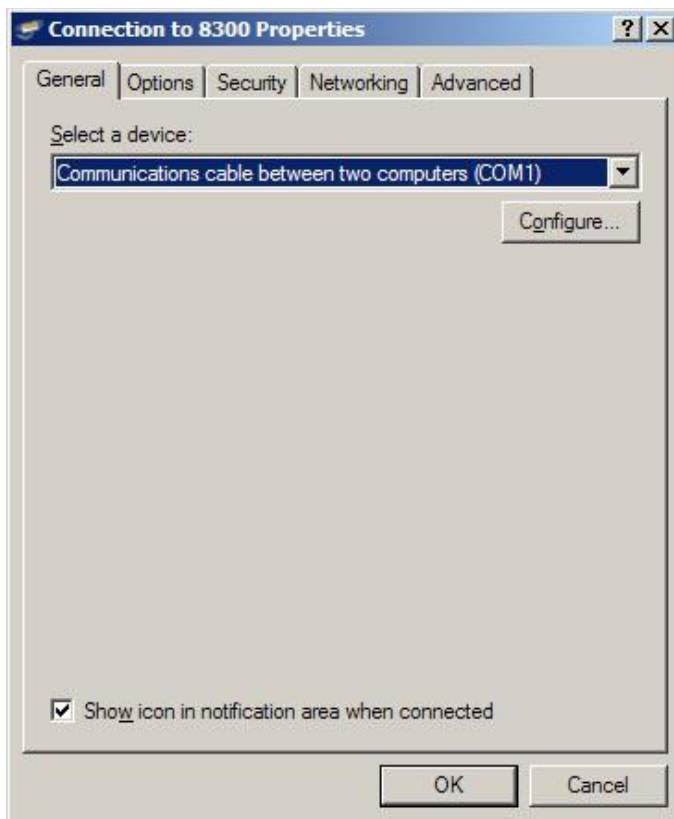 Connection to 8300 Properties
General Options Security Networking Advanced
Select a device:
Communications cable between two computers (COM1)
Configure...
Show icon in notification area when connected
OK Cancel